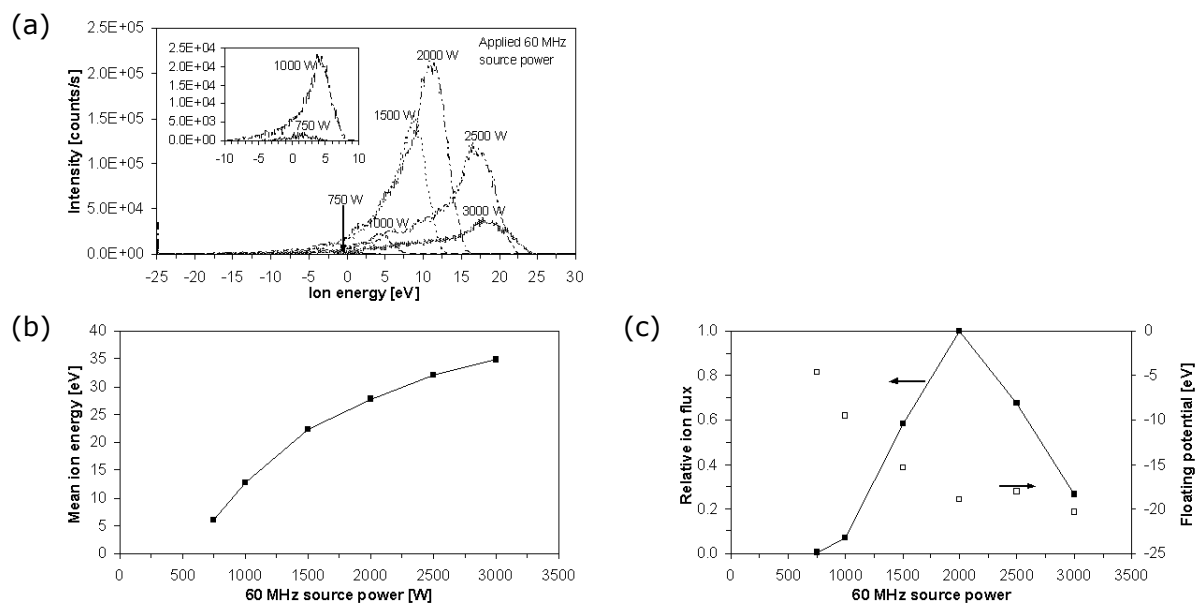 (a)
2.5E+05
2.0E+05
1.5E+05
1.0E+05
5.0E+04
0.0E+00
Intensity [counts/s]
-25 -20 -15 -10 -5 0 5 10 15 20 25 30
Ion energy [eV]
Applied 60 MHz
source power
2000 W
1500 W
2500 W
750 W
1000 W
3000 W
2.5E+04
2.0E+04
1.5E+04
1.0E+04
5.0E+03
0.0E+00
1000 W
750 W
-10 -5 0 5 10
(b)
40
35
30
25
20
15
10
5
0
Mean ion energy [eV]
0 500 1000 1500 2000 2500 3000 3500
60 MHz source power [W]
(c)
1.0
0.8
0.6
0.4
0.2
0.0
Relative ion flux
0
-5
-10
-15
-20
-25
Floating potential [eV]
0 500 1000 1500 2000 2500 3000 3500
60 MHz source power